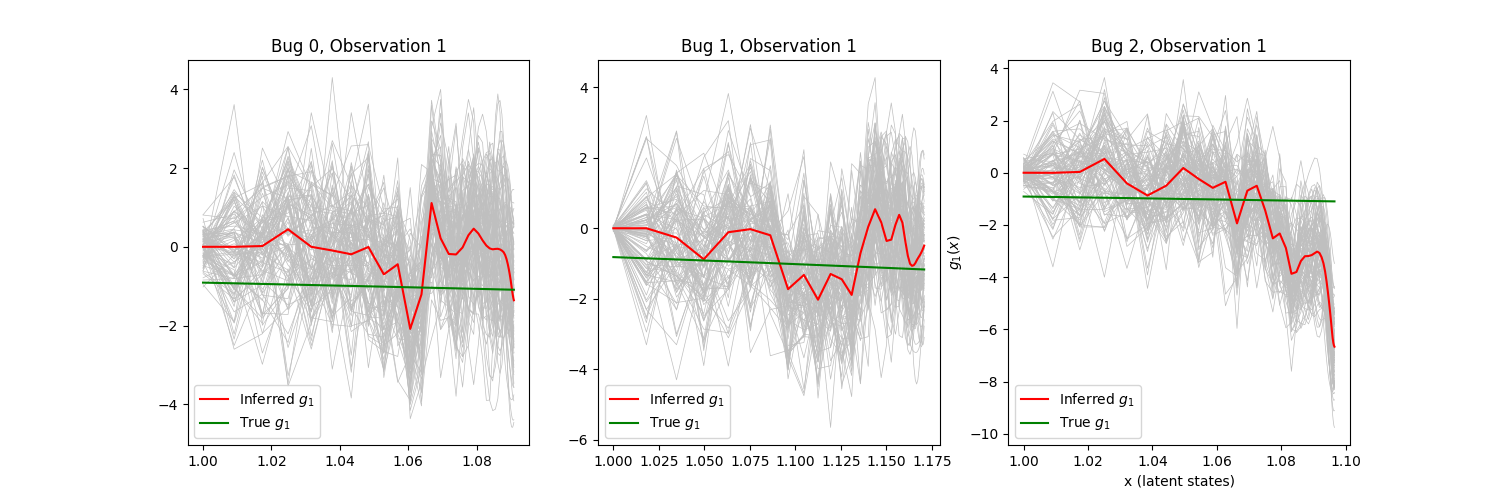 Bug 0, Observation 1
4
2
0
−2
−4
Inferred g₁
True g₁
1.00 1.02 1.04 1.06 1.08
Bug 1, Observation 1
4
2
0
−2
−4
−6
Inferred g₁
True g₁
1.000 1.025 1.050 1.075 1.100 1.125 1.150 1.175
Bug 2, Observation 1
g₁(x)
4
2
0
−2
−4
−6
−8
−10
Inferred g₁
True g₁
1.00 1.02 1.04 1.06 1.08 1.10
x (latent states)